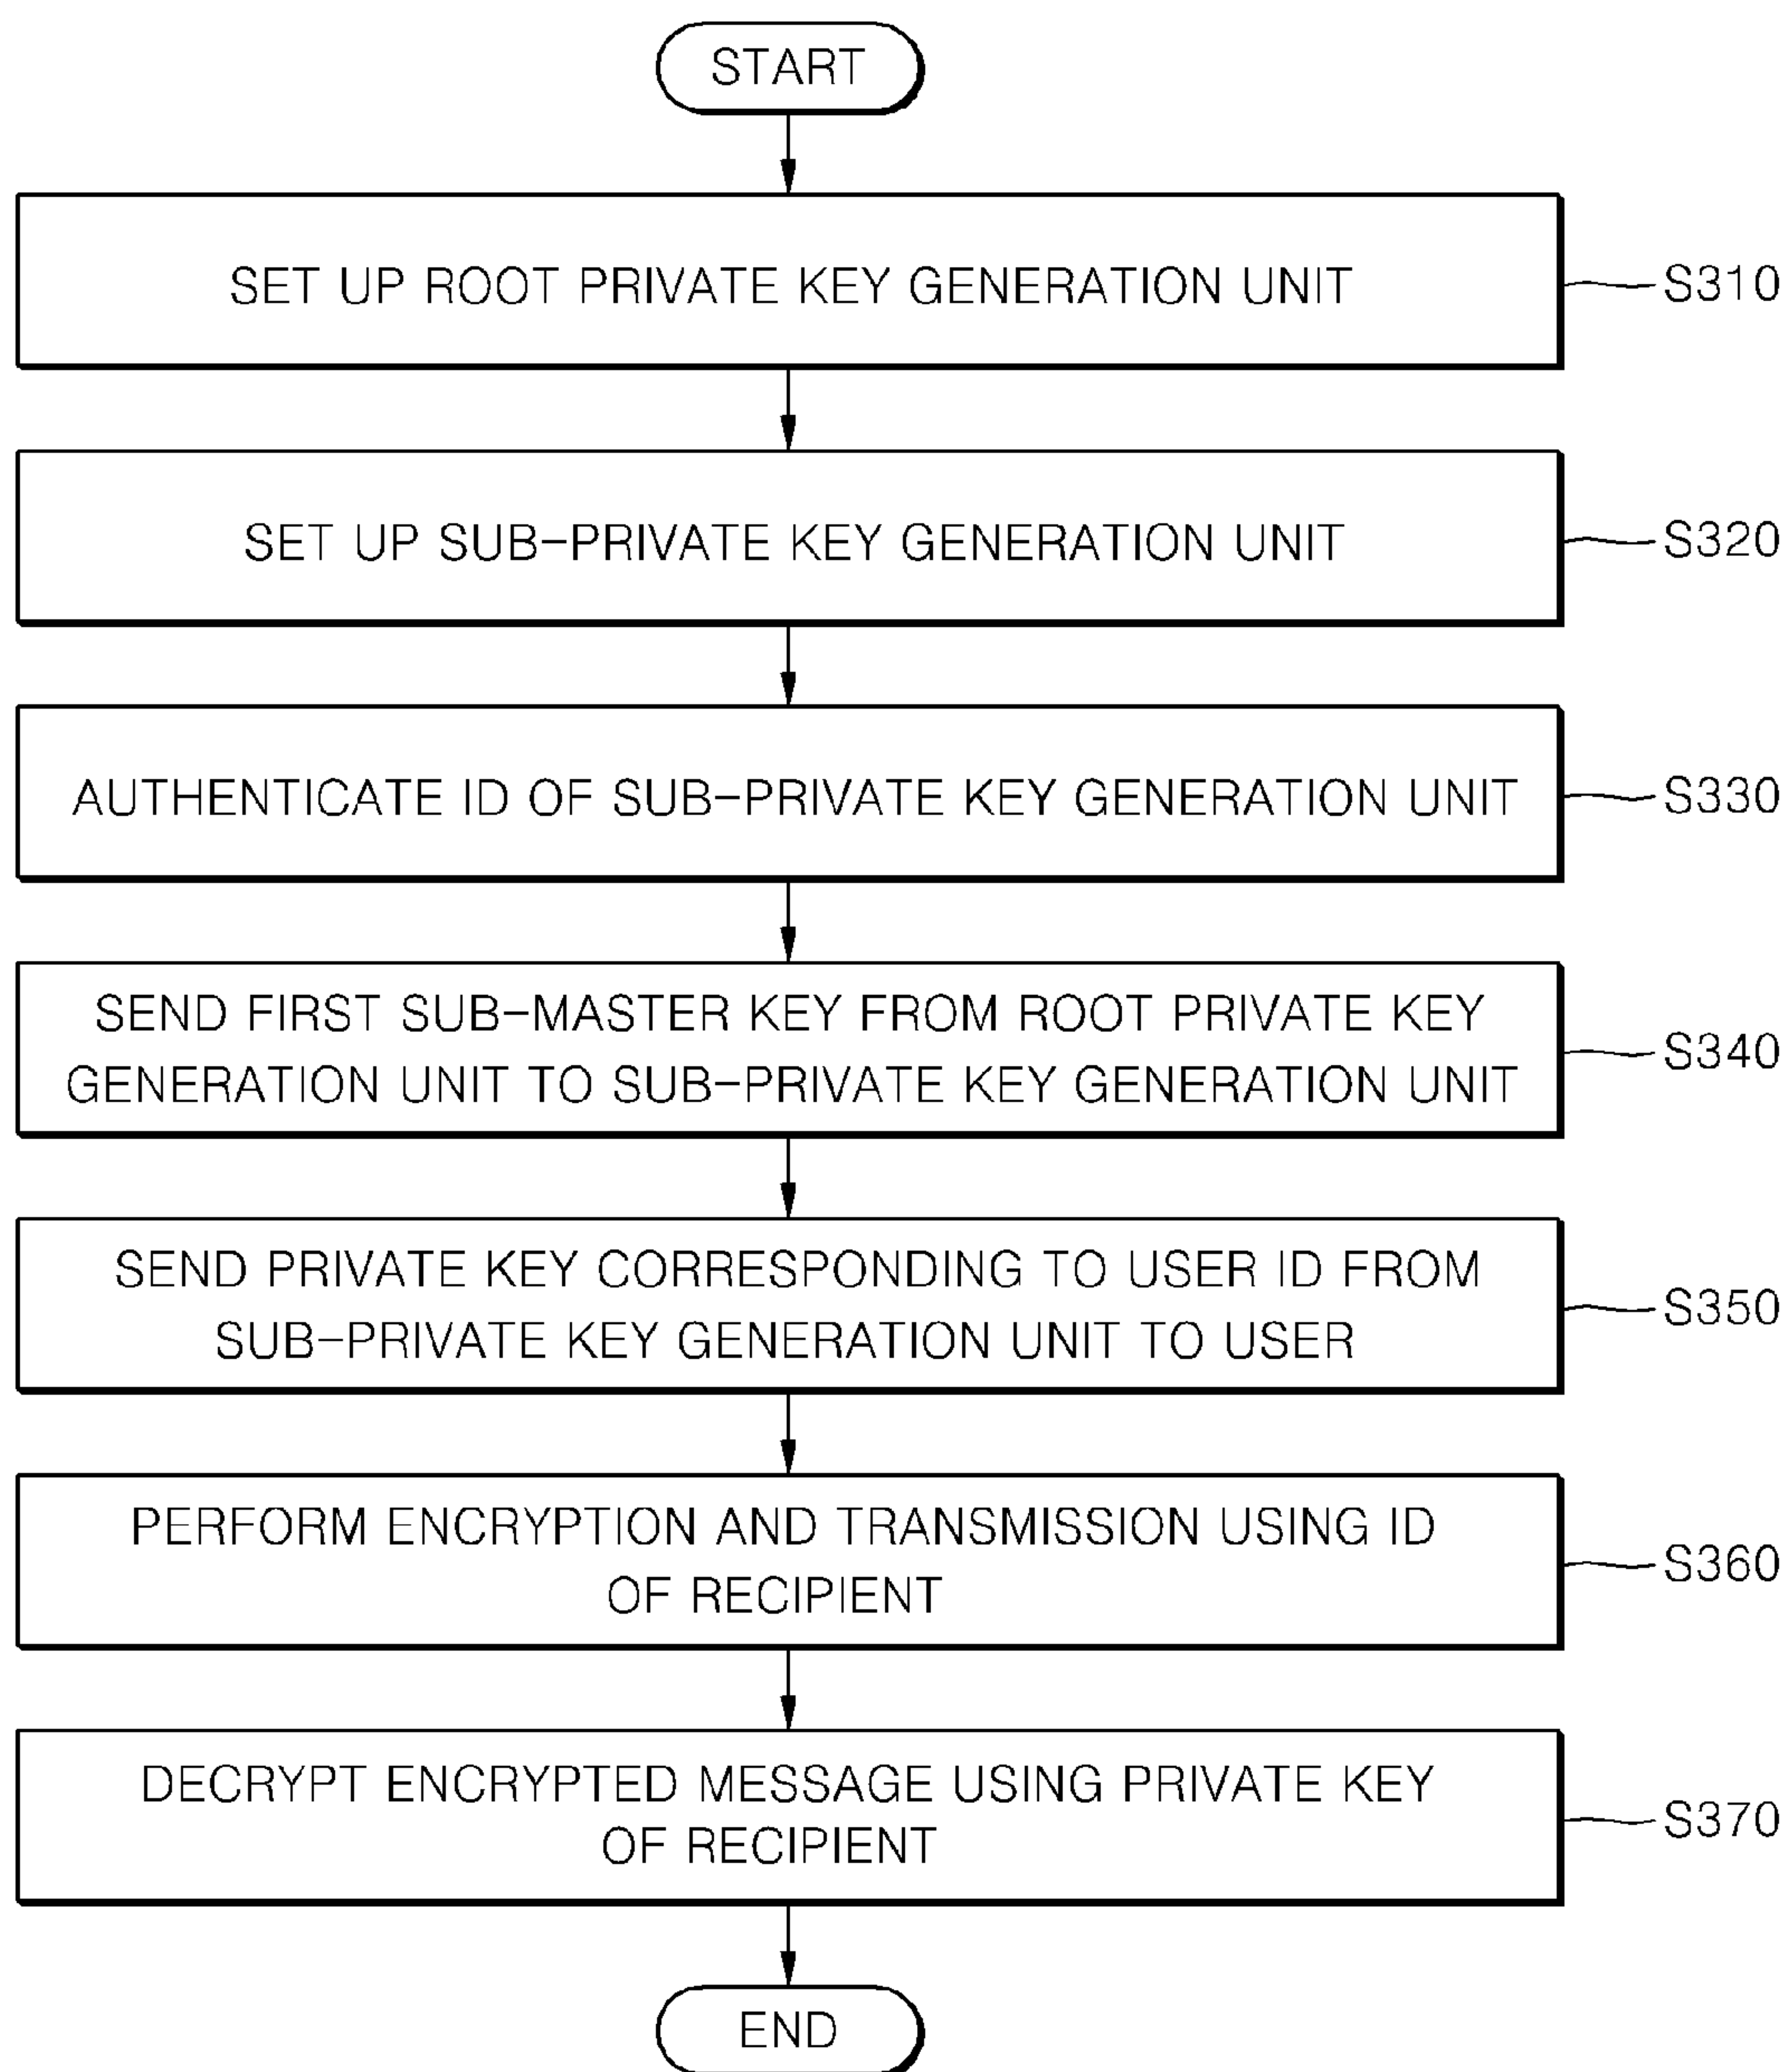 START
SET UP ROOT PRIVATE KEY GENERATION UNIT
S310
SET UP SUB-PRIVATE KEY GENERATION UNIT
S320
AUTHENTICATE ID OF SUB-PRIVATE KEY GENERATION UNIT
S330
SEND FIRST SUB-MASTER KEY FROM ROOT PRIVATE KEY
GENERATION UNIT TO SUB-PRIVATE KEY GENERATION UNIT
S340
SEND PRIVATE KEY CORRESPONDING TO USER ID FROM
SUB-PRIVATE KEY GENERATION UNIT TO USER
S350
PERFORM ENCRYPTION AND TRANSMISSION USING ID
OF RECIPIENT
S360
DECRYPT ENCRYPTED MESSAGE USING PRIVATE KEY
OF RECIPIENT
S370
END